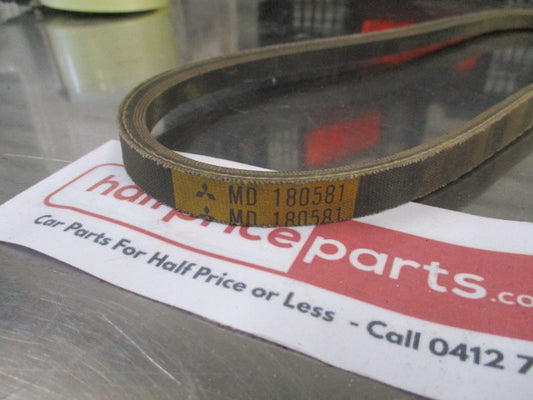 MD 180581
MD 180581
halfpriceparts.co
Car Parts For Half Price or Less - Call 0412 7